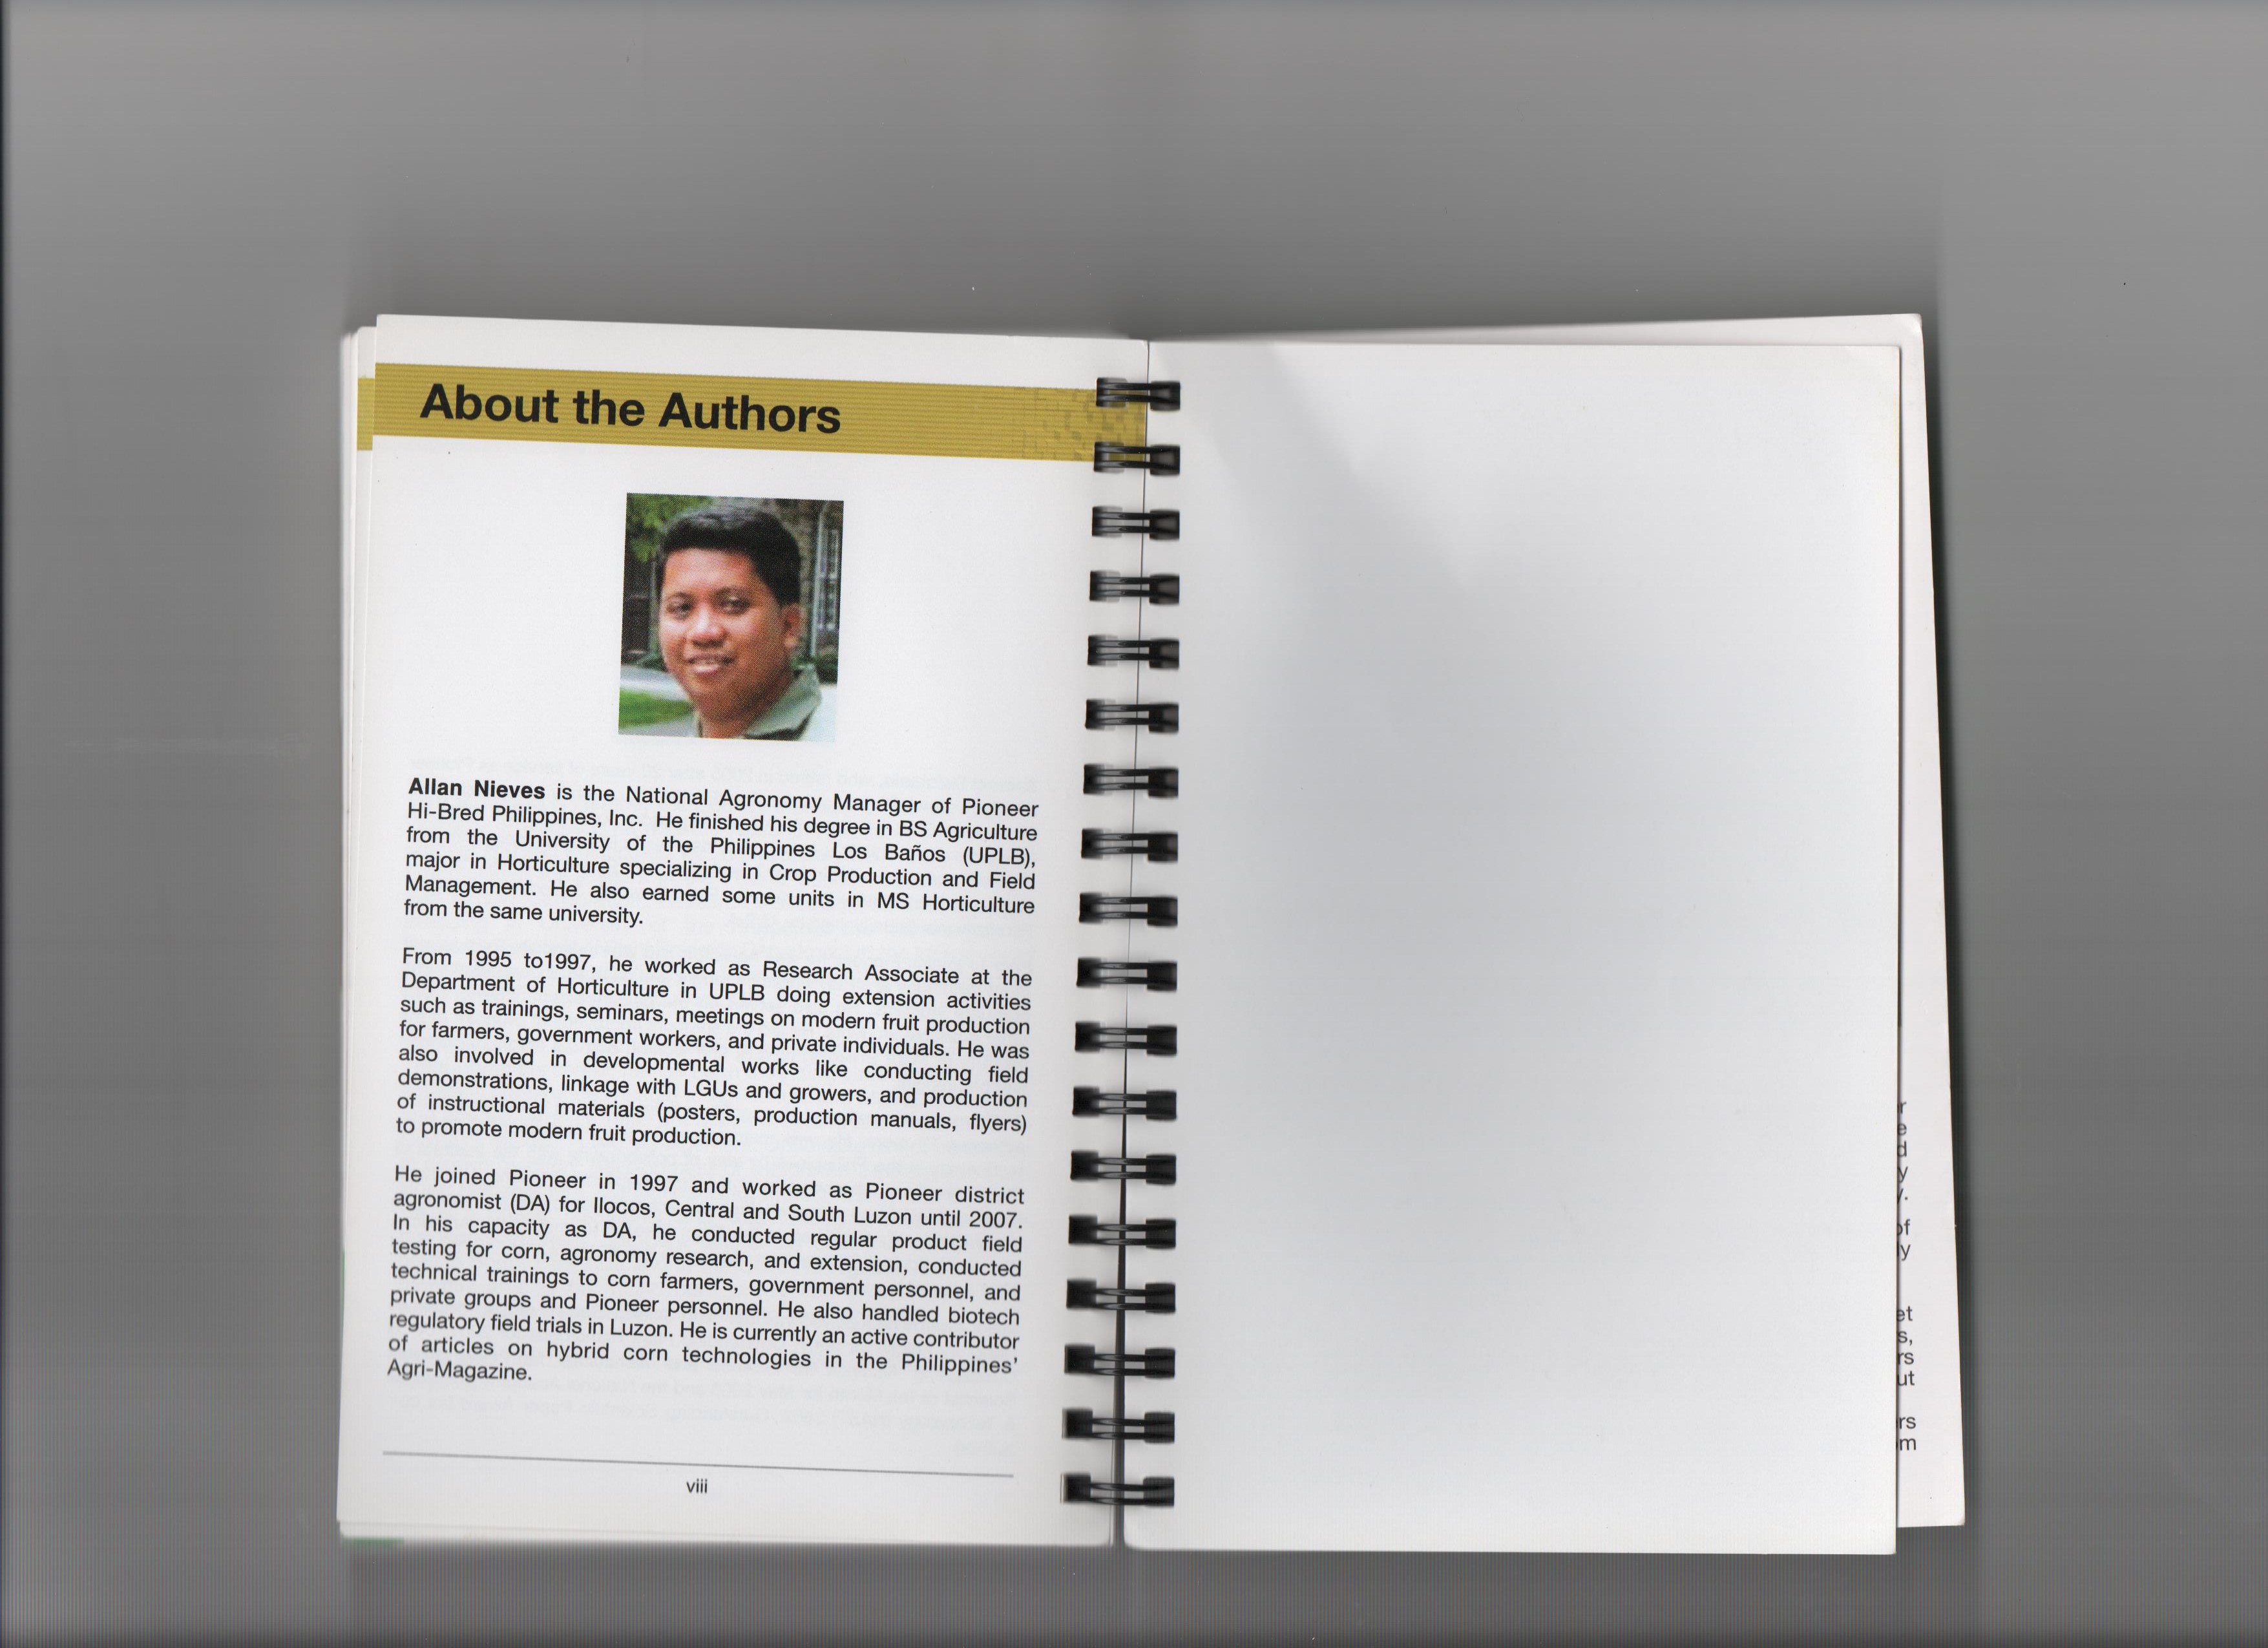 About the Authors
Allan Nieves is the National Agronomy Manager of Pioneer
Hi-Bred Philippines, Inc. He finished his degree in BS Agriculture
from the University of the Philippines Los Baños (UPLB),
major in Horticulture specializing in Crop Production and Field
Management. He also earned some units in MS Horticulture
from the same university.
From 1995 to1997, he worked as Research Associate at the
Department of Horticulture in UPLB doing extension activities
such as trainings, seminars, meetings on modern fruit production
for farmers, government workers, and private individuals. He was
also involved in developmental works like conducting field
demonstrations, linkage with LGUs and growers, and production
of instructional materials (posters, production manuals, flyers)
to promote modern fruit production.
He joined Pioneer in 1997 and worked as Pioneer district
agronomist (DA) for Ilocos, Central and South Luzon until 2007.
In his capacity as DA, he conducted regular product field
testing for corn, agronomy research, and extension, conducted
technical trainings to corn farmers, government personnel, and
private groups and Pioneer personnel. He also handled biotech
regulatory field trials in Luzon. He is currently an active contributor
of articles on hybrid corn technologies in the Philippines'
Agri-Magazine.
viii